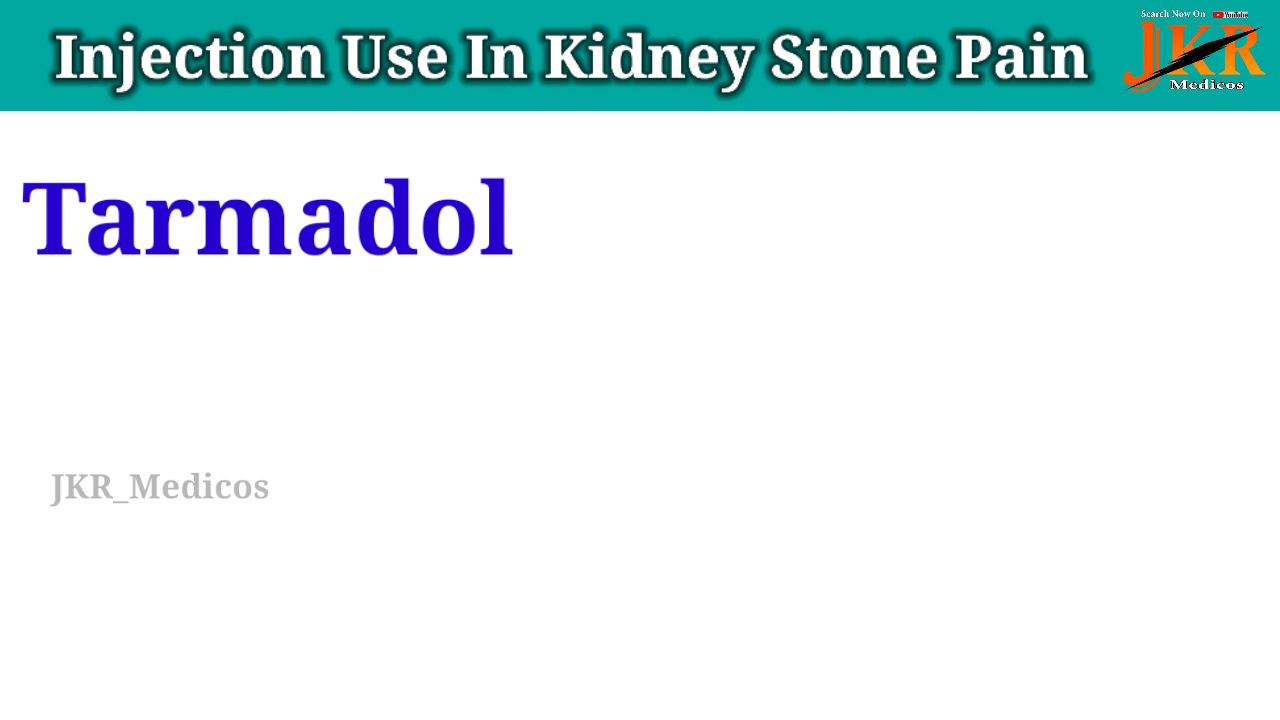 Search Now On YouTube
Injection Use In Kidney Stone Pain
JKR
Medicos
Tarmadol
JKR_Medicos